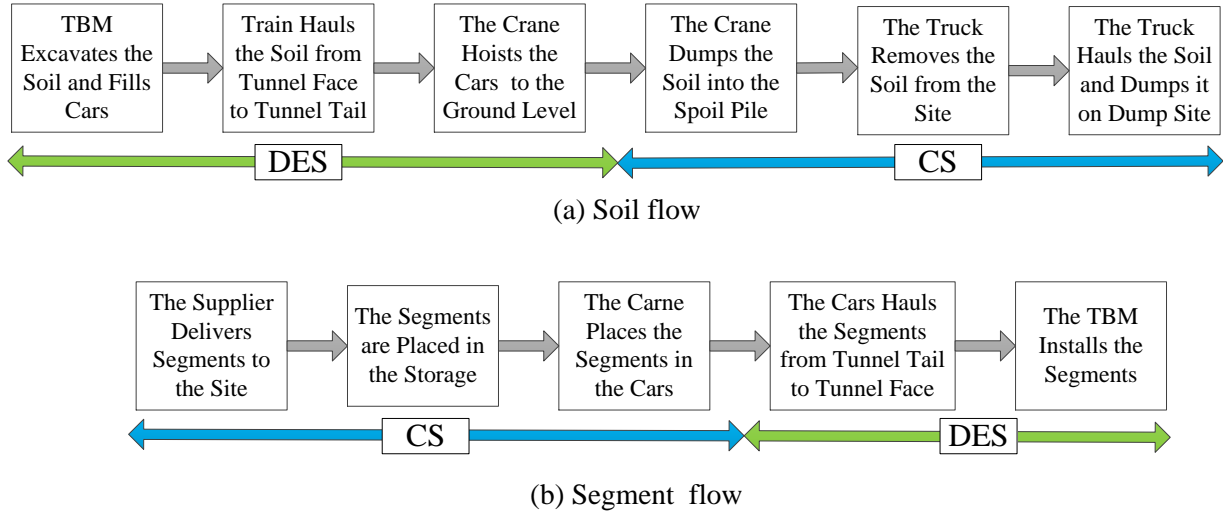 TBM
Excavates the
Soil and Fills
Cars
Train Hauls
the Soil from
Tunnel Face
to Tunnel Tail
The Crane
Hoists the
Cars to the
Ground Level
The Crane
Dumps the
Soil into the
Spoil Pile
The Truck
Removes the
Soil from the
Site
The Truck
Hauls the Soil
and Dumps it
on Dump Site
DES
CS
(a) Soil flow
The Supplier
Delivers
Segments to
the Site
The Segments
are Placed in
the Storage
The Carne
Places the
Segments in
the Cars
The Cars Hauls
the Segments
from Tunnel Tail
to Tunnel Face
The TBM
Installs the
Segments
CS
DES
(b) Segment flow